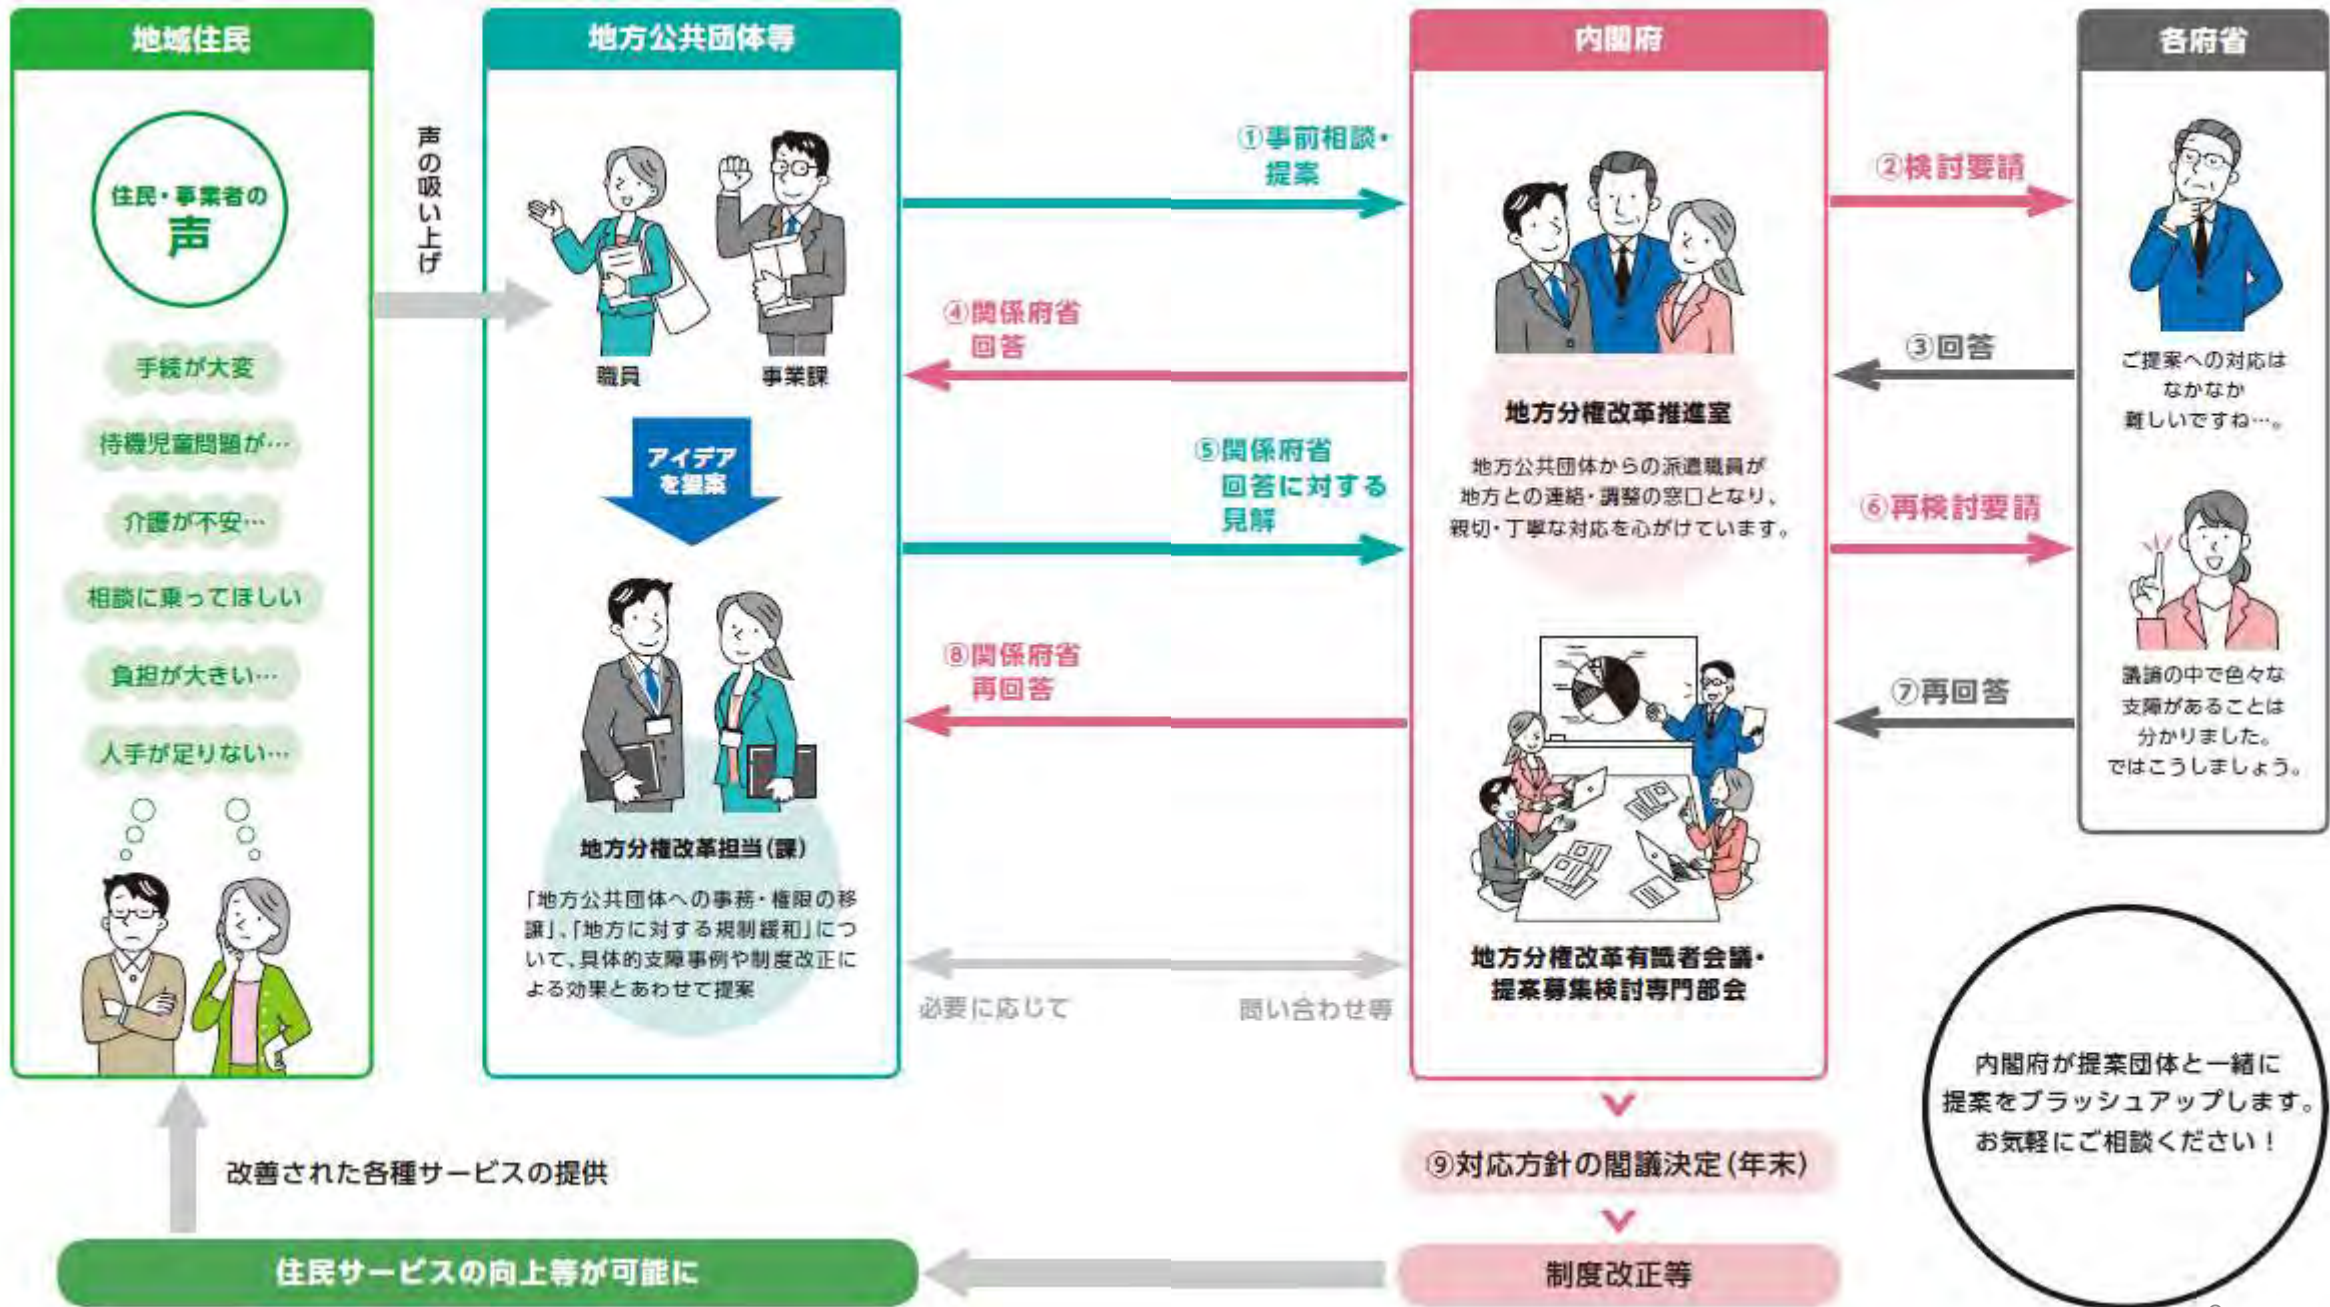 地域住民
住民・事業者の
声
手続が大変
待機児童問題が…
介護が不安…
相談に乗ってほしい
負担が大きい…
人手が足りない…
声の吸い上げ
地方公共団体等
職員
事業課
アイデア
を提案
地方分権改革担当（課）
「地方公共団体への事務・権限の移
譲」、「地方に対する規制緩和」につ
いて、具体的支障事例や制度改正に
よる効果とあわせて提案
①事前相談・
提案
④関係府省
回答
⑤関係府省
回答に対する
見解
⑧関係府省
再回答
必要に応じて
問い合わせ等
内閣府
地方分権改革推進室
地方公共団体からの派遣職員が
地方との連絡・調整の窓口となり、
親切・丁寧な対応を心がけています。
地方分権改革有識者会議・
提案募集検討専門部会
②検討要請
③回答
⑥再検討要請
⑦再回答
各府省
ご提案への対応は
なかなか
難しいですね…。
議論の中で色々な
支障があることは
分かりました。
ではこうしましょう。
内閣府が提案団体と一緒に
提案をブラッシュアップします。
お気軽にご相談ください！
⑨対応方針の閣議決定（年末）
制度改正等
改善された各種サービスの提供
住民サービスの向上等が可能に